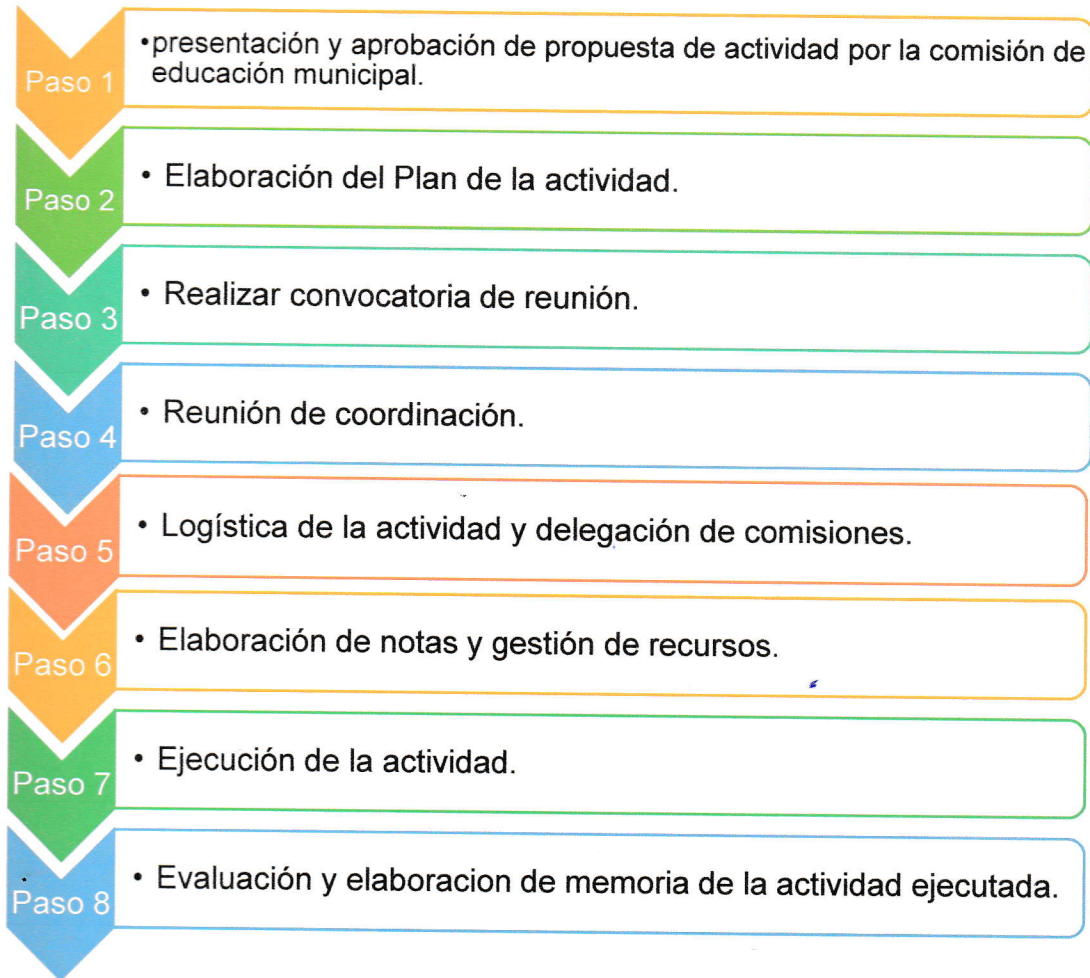 Paso 1
•presentación y aprobación de propuesta de actividad por la comisión de
educación municipal.
Paso 2
• Elaboración del Plan de la actividad.
Paso 3
• Realizar convocatoria de reunión.
Paso 4
• Reunión de coordinación.
Paso 5
• Logística de la actividad y delegación de comisiones.
Paso 6
• Elaboración de notas y gestión de recursos.
Paso 7
• Ejecución de la actividad.
Paso 8
• Evaluación y elaboracion de memoria de la actividad ejecutada.